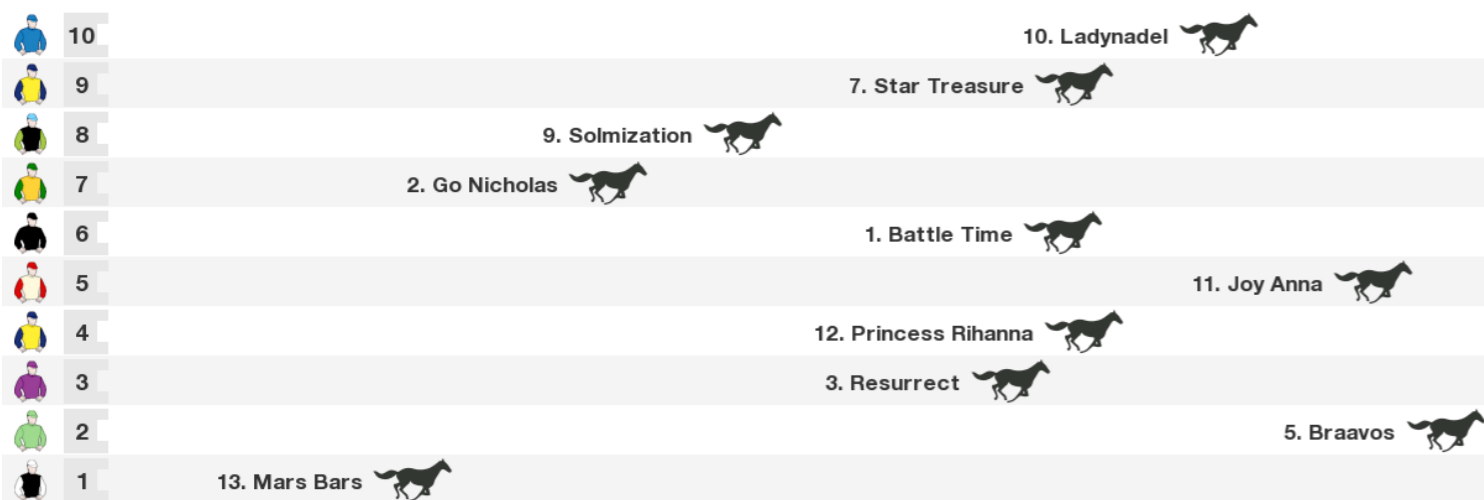 10 10. Ladynadel
9 7. Star Treasure
8 9. Solmization
7 2. Go Nicholas
6 1. Battle Time
5 11. Joy Anna
4 12. Princess Rihanna
3 3. Resurrect
2 5. Braavos
1 13. Mars Bars